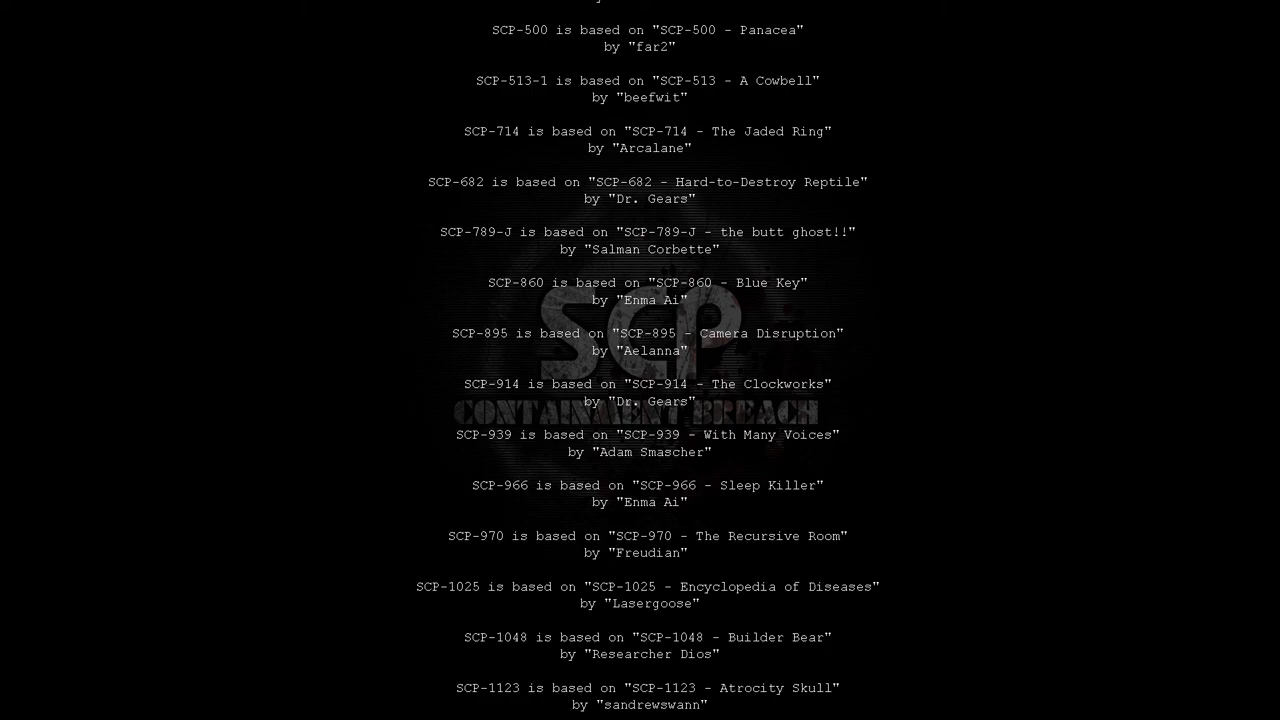 SCP-500 is based on "SCP-500 - Panacea"
by "far2"
SCP-513-1 is based on "SCP-513 - A Cowbell"
by "beefwit"
SCP-714 is based on "SCP-714 - The Jaded Ring"
by "Arcalane"
SCP-682 is based on "SCP-682 - Hard-to-Destroy Reptile"
by "Dr. Gears"
SCP-789-J is based on "SCP-789-J - the butt ghost!!"
by "Salman Corbette"
SCP-860 is based on "SCP-860 - Blue Key"
by "Enma Ai"
SCP
SCP-895 is based on "SCP-895 - Camera Disruption"
by "Aelanna"
SCP-914 is based on "SCP-914 - The Clockworks"
by "Dr. Gears"
CONTAINMENT BREACH
SCP-939 is based on "SCP-939 - With Many Voices"
by "Adam Smascher"
SCP-966 is based on "SCP-966 - Sleep Killer"
by "Enma Ai"
SCP-970 is based on "SCP-970 - The Recursive Room"
by "Freudian"
SCP-1025 is based on "SCP-1025 - Encyclopedia of Diseases"
by "Lasergoose"
SCP-1048 is based on "SCP-1048 - Builder Bear"
by "Researcher Dios"
SCP-1123 is based on "SCP-1123 - Atrocity Skull"
by "sandrewswann"